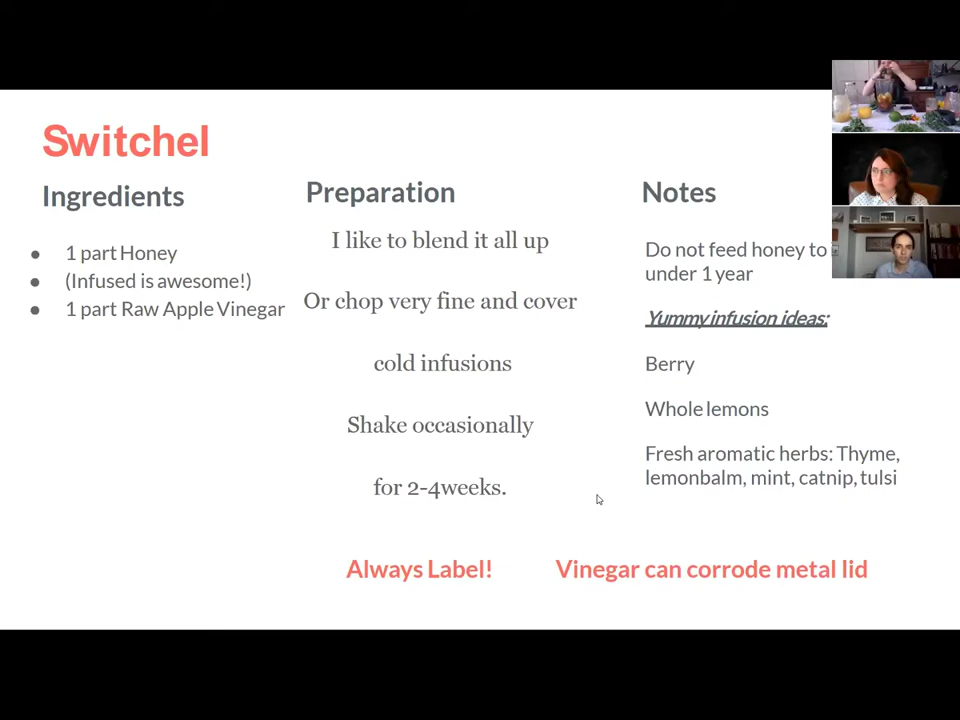 Switchel
Ingredients
● 1 part Honey
● (Infused is awesome!)
● 1 part Raw Apple Vinegar
Preparation
I like to blend it all up
Or chop very fine and cover
cold infusions
Shake occasionally
for 2-4weeks.
Notes
Do not feed honey to
under 1 year
Yummy infusion ideas:
Berry
Whole lemons
Fresh aromatic herbs: Thyme,
lemonbalm, mint, catnip, tulsi
Always Label!
Vinegar can corrode metal lid